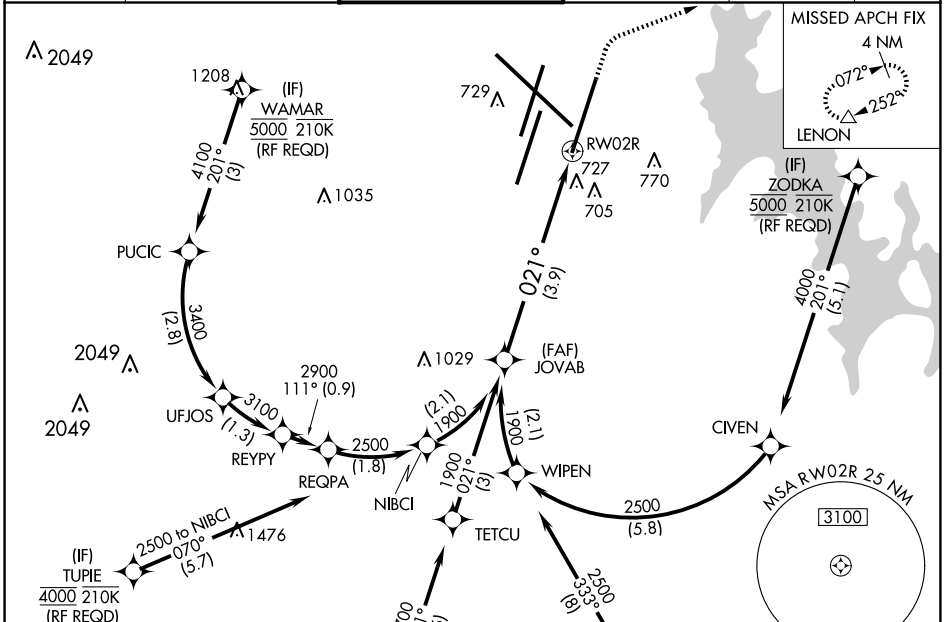 2049
1208
(IF)
WAMAR
5000 210K
(RF REQD)
4100
201°
(3)
1035
PUCIC
3400
(2.8)
2049
2049
UFJOS
3100
(1.3)
REYPY
2900
111° (0.9)
REQPA
2500
(1.8)
NIBCI
(2.1)
1900
1029
(FAF)
JOVAB
021°
(3.9)
729
RW02R
727
705
770
MISSED APCH FIX
4 NM
072°
252°
LENON
(IF)
ZODKA
5000 210K
(RF REQD)
4000
201°
(5.1)
CIVEN
2500
(5.8)
WIPEN
(2.1)
1900
1900
021°
(3)
TETCU
2500
333°
(8)
2500 to NIBCI
070°
(5.7)
1476
(IF)
TUPIE
4000 210K
(RF REQD)
MSA RW02R 25 NM
3100